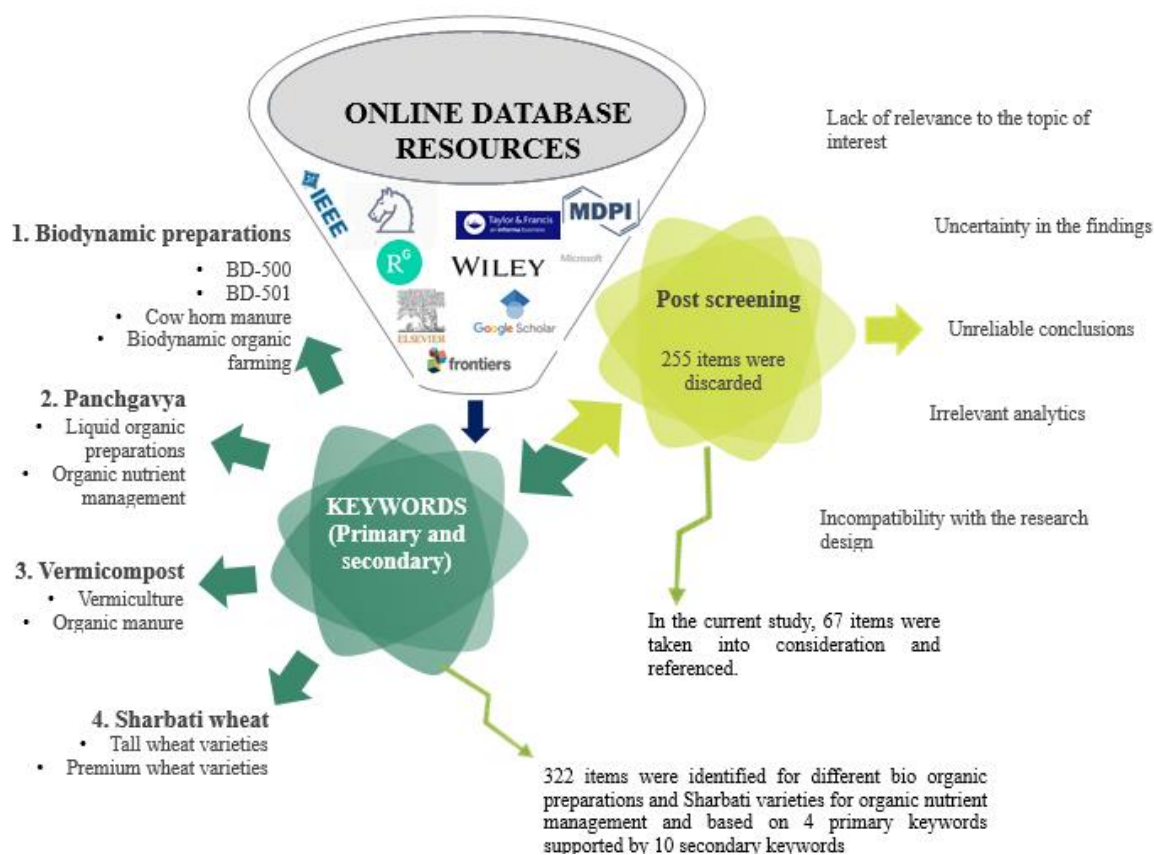 ONLINE DATABASE
RESOURCES
IEEE
Taylor & Francis
an informa business
MDPI
RG
WILEY
Microsoft
ELSEVIER
Google Scholar
frontiers
1. Biodynamic preparations
• BD-500
• BD-501
• Cow horn manure
• Biodynamic organic
farming
2. Panchgavya
• Liquid organic
preparations
• Organic nutrient
management
3. Vermicompost
• Vermiculture
• Organic manure
4. Sharbati wheat
• Tall wheat varieties
• Premium wheat varieties
KEYWORDS
(Primary and
secondary)
Post screening
255 items were
discarded
Lack of relevance to the topic of
interest
Uncertainty in the findings
Unreliable conclusions
Irrelevant analytics
Incompatibility with the research
design
In the current study, 67 items were
taken into consideration and
referenced.
322 items were identified for different bio organic
preparations and Sharbati varieties for organic nutrient
management and based on 4 primary keywords
supported by 10 secondary keywords